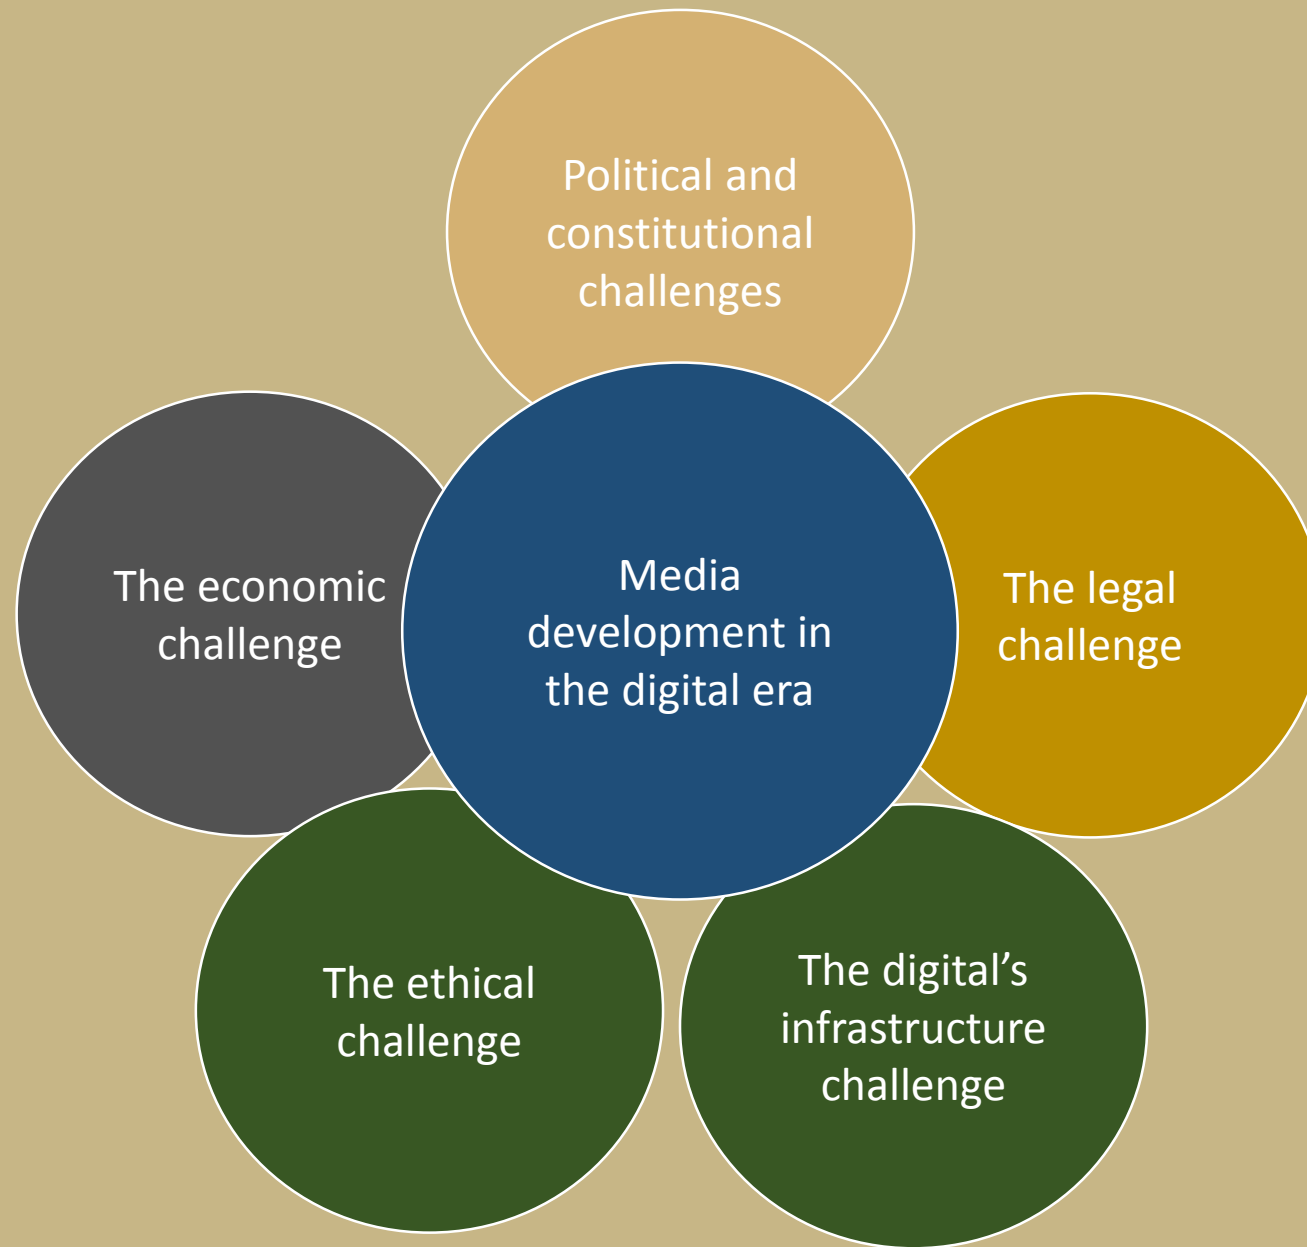 Political and
constitutional
challenges
The economic
challenge
Media
development in
the digital era
The legal
challenge
The ethical
challenge
The digital’s
infrastructure
challenge